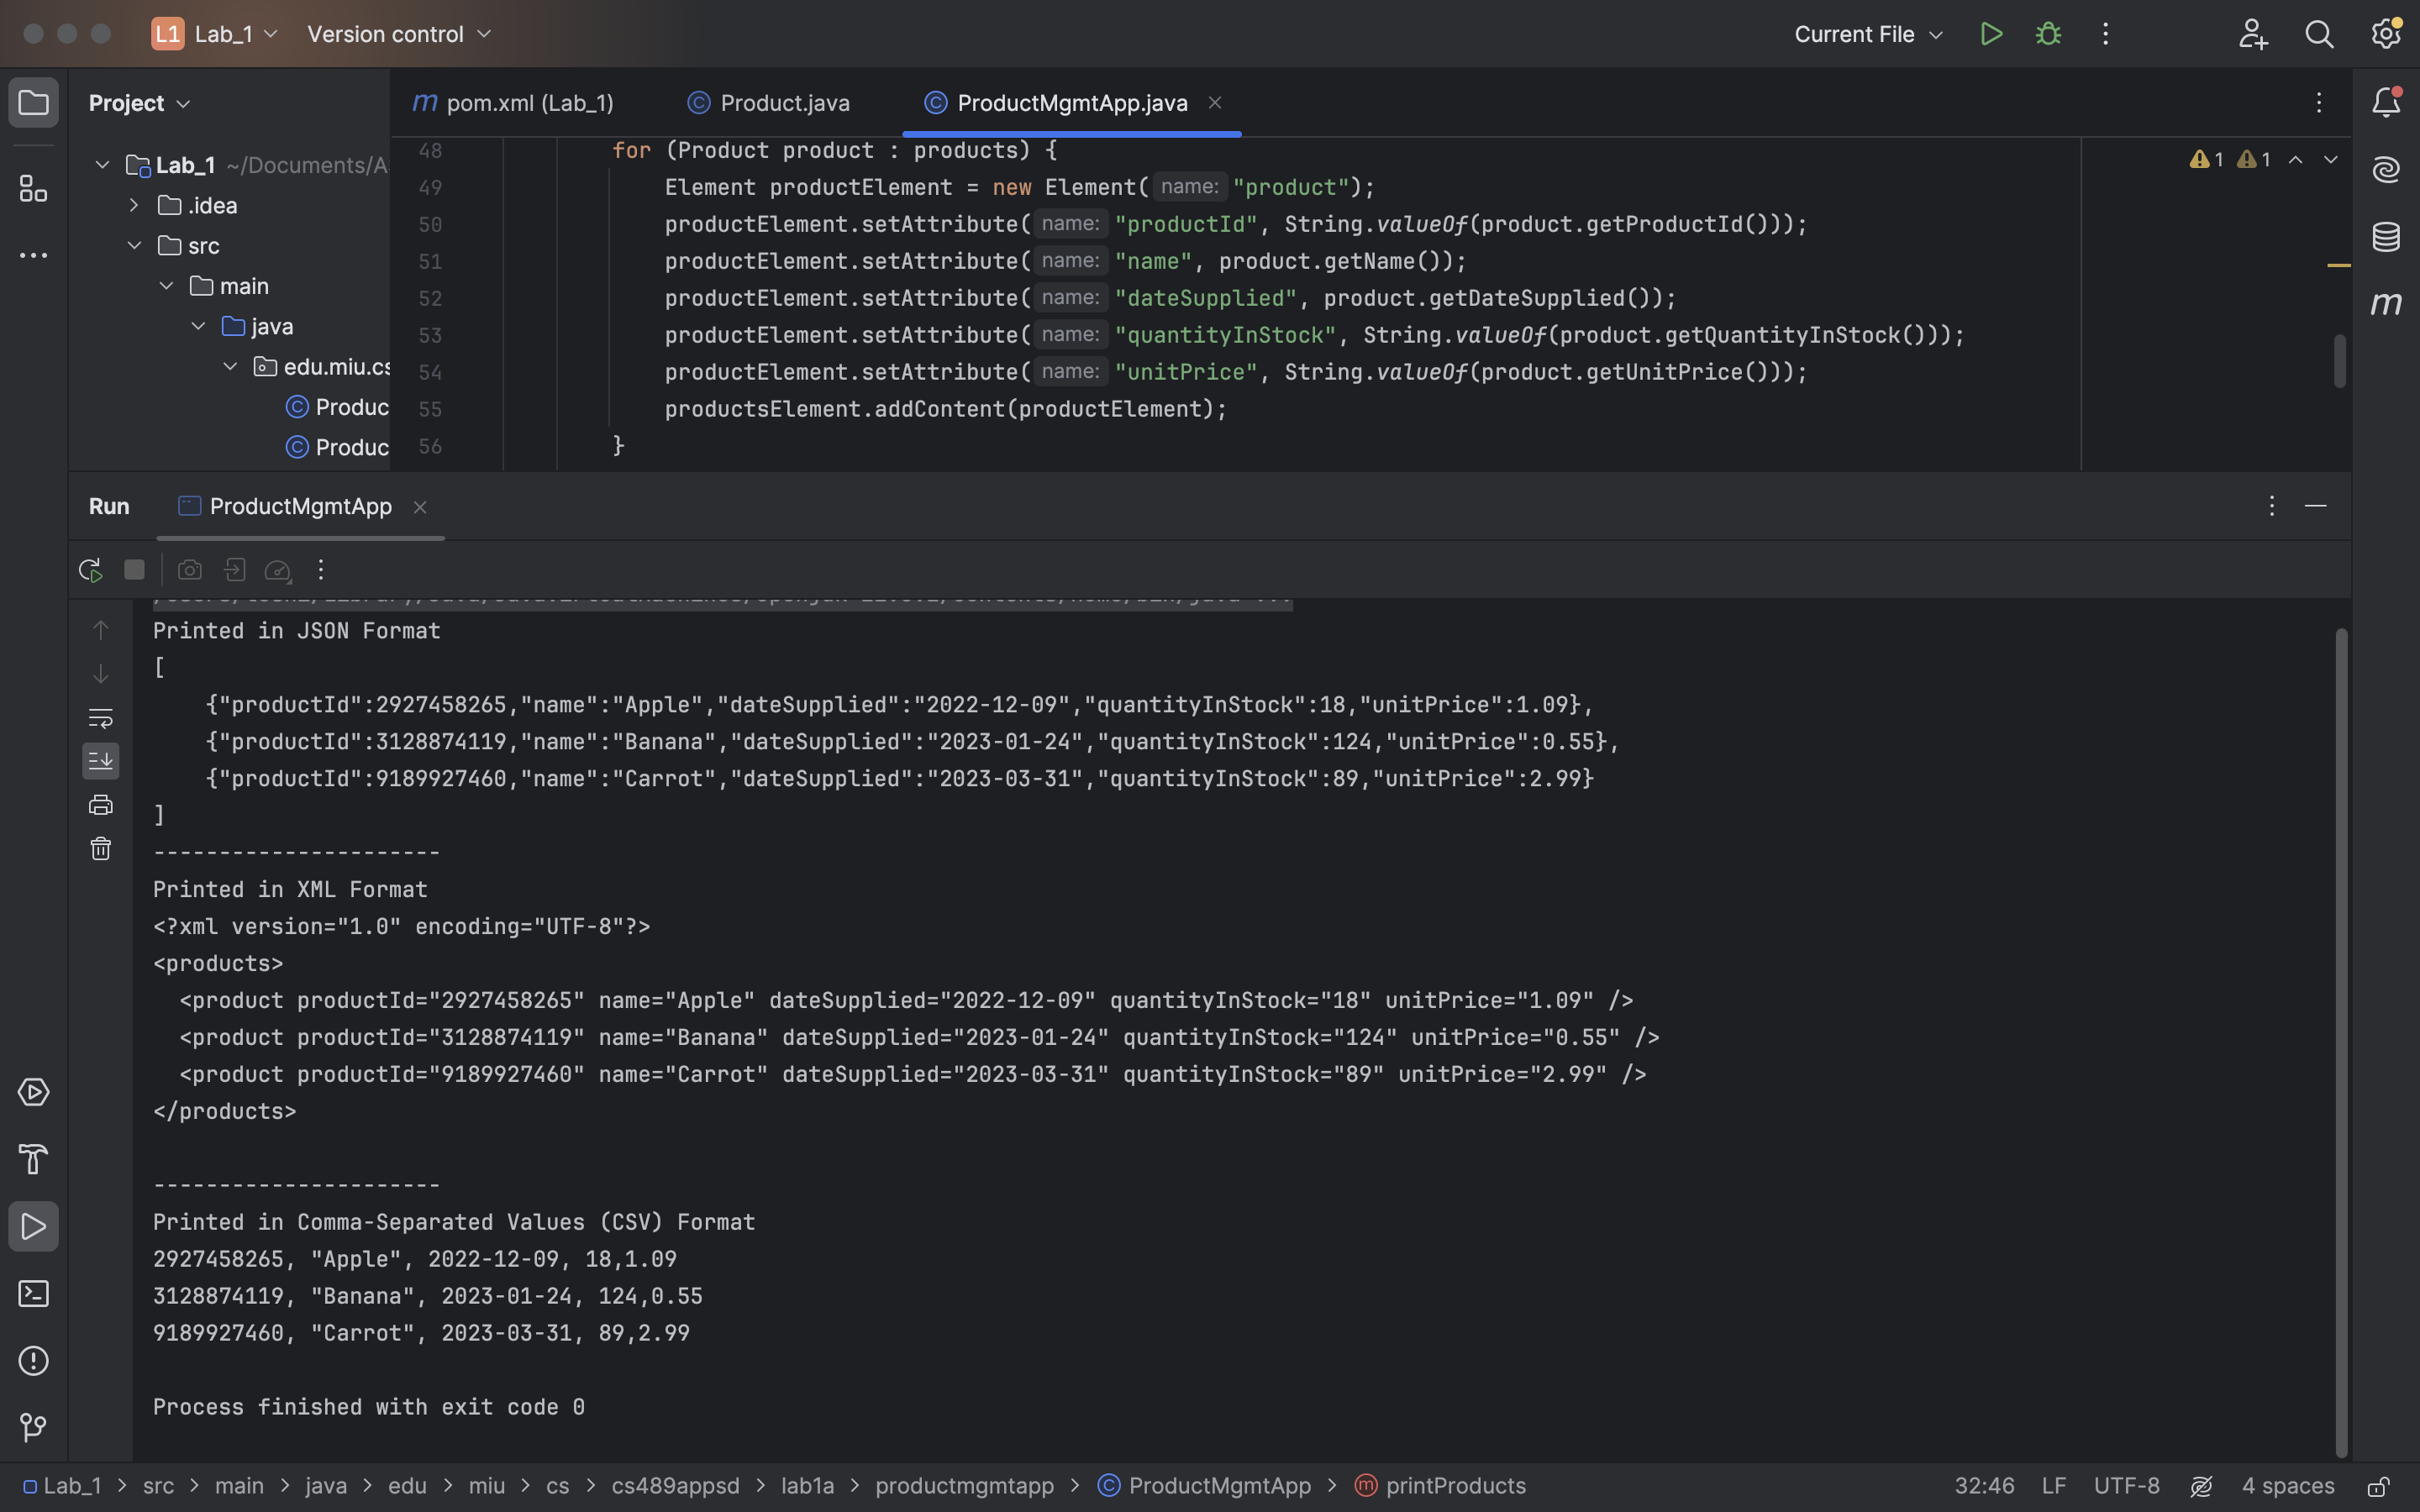 L1 Lab_1 Version control Current File
Project
pom.xml (Lab_1) Product.java ProductMgmtApp.java
Lab_1 ~/Documents/A
.idea
src
main
java
edu.miu.cs
Produc
Produc
1 1
48 for (Product product : products) {
49 Element productElement = new Element( name: "product");
50 productElement.setAttribute( name: "productId", String.valueOf(product.getProductId()));
51 productElement.setAttribute( name: "name", product.getName());
52 productElement.setAttribute( name: "dateSupplied", product.getDateSupplied());
53 productElement.setAttribute( name: "quantityInStock", String.valueOf(product.getQuantityInStock()));
54 productElement.setAttribute( name: "unitPrice", String.valueOf(product.getUnitPrice()));
55 productsElement.addContent(productElement);
56 }
Run ProductMgmtApp
Printed in JSON Format
[
{"productId":2927458265,"name":"Apple","dateSupplied":"2022-12-09","quantityInStock":18,"unitPrice":1.09},
{"productId":3128874119,"name":"Banana","dateSupplied":"2023-01-24","quantityInStock":124,"unitPrice":0.55},
{"productId":9189927460,"name":"Carrot","dateSupplied":"2023-03-31","quantityInStock":89,"unitPrice":2.99}
]
----------------------
Printed in XML Format
<?xml version="1.0" encoding="UTF-8"?>
<products>
<product productId="2927458265" name="Apple" dateSupplied="2022-12-09" quantityInStock="18" unitPrice="1.09" />
<product productId="3128874119" name="Banana" dateSupplied="2023-01-24" quantityInStock="124" unitPrice="0.55" />
<product productId="9189927460" name="Carrot" dateSupplied="2023-03-31" quantityInStock="89" unitPrice="2.99" />
</products>
----------------------
Printed in Comma-Separated Values (CSV) Format
2927458265, "Apple", 2022-12-09, 18,1.09
3128874119, "Banana", 2023-01-24, 124,0.55
9189927460, "Carrot", 2023-03-31, 89,2.99
Process finished with exit code 0
Lab_1 > src > main > java > edu > miu > cs > cs489appsd > lab1a > productmgmtapp > ProductMgmtApp > printProducts 32:46 LF UTF-8 4 spaces